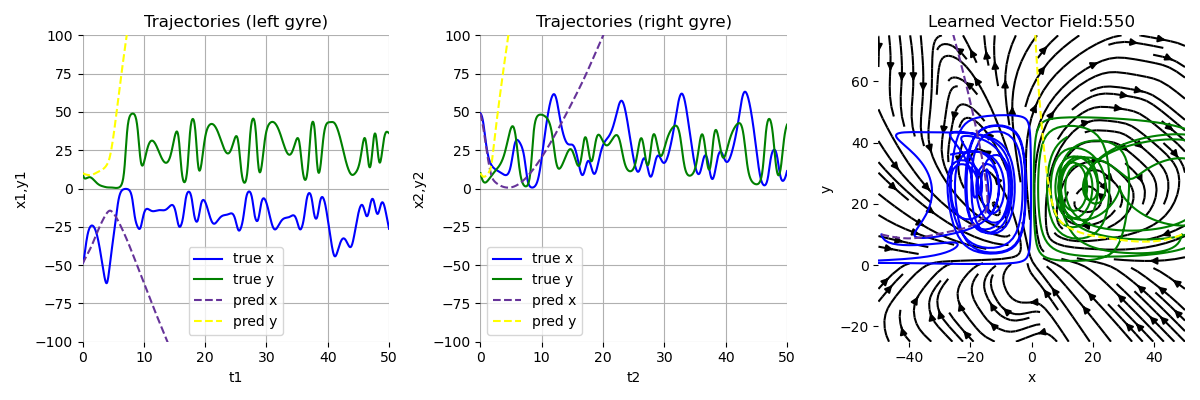 Trajectories (left gyre)
x1,y1
100
75
50
25
0
−25
−50
−75
−100
0 10 20 30 40 50
t1
true x
true y
pred x
pred y
Trajectories (right gyre)
x2,y2
100
75
50
25
0
−25
−50
−75
−100
0 10 20 30 40 50
t2
true x
true y
pred x
pred y
Learned Vector Field:550
y
60
40
20
0
−20
−40 −20 0 20 40
x